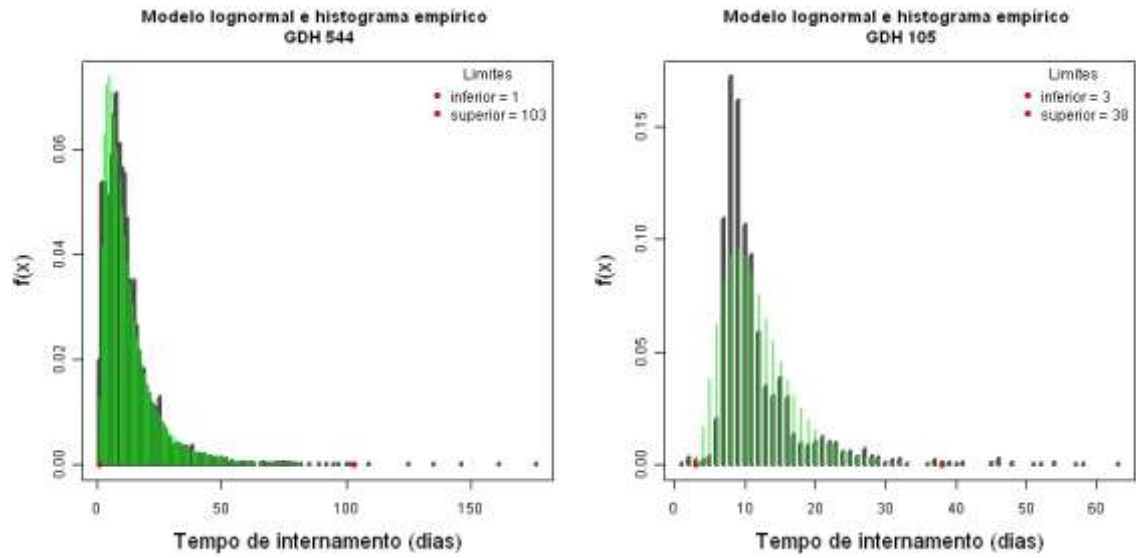 Modelo lognormal e histograma empírico
GDH 544
Limites
inferior = 1
superior = 103
f(x)
0.06
0.04
0.02
0.00
0
50
100
150
Tempo de internamento (dias)
Modelo lognormal e histograma empírico
GDH 105
Limites
inferior = 3
superior = 38
f(x)
0.15
0.10
0.05
0.00
0
10
20
30
40
50
60
Tempo de internamento (dias)